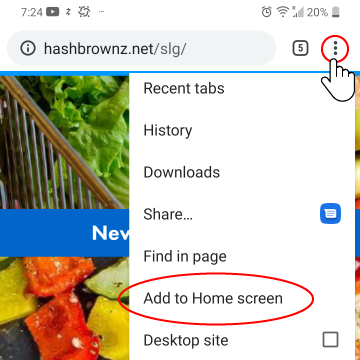 7:24 z ... 20%
hashbrownz.net/slg/ 5
Recent tabs
History
Downloads
Share...
New
Find in page
Add to Home screen
Desktop site